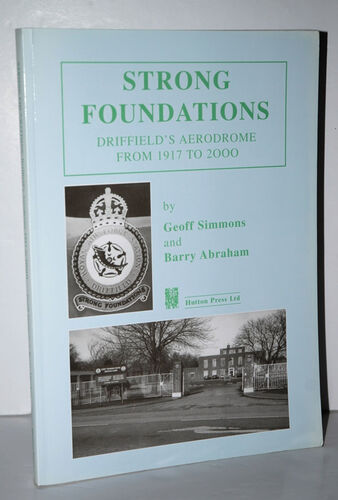 STRONG
FOUNDATIONS
DRIFFIELD'S AERODROME
FROM 1917 TO 2000
by
Geoff Simmons
and
Barry Abraham
DRIFFIELD
STRONG FOUNDATIONS
Hutton Press Ltd